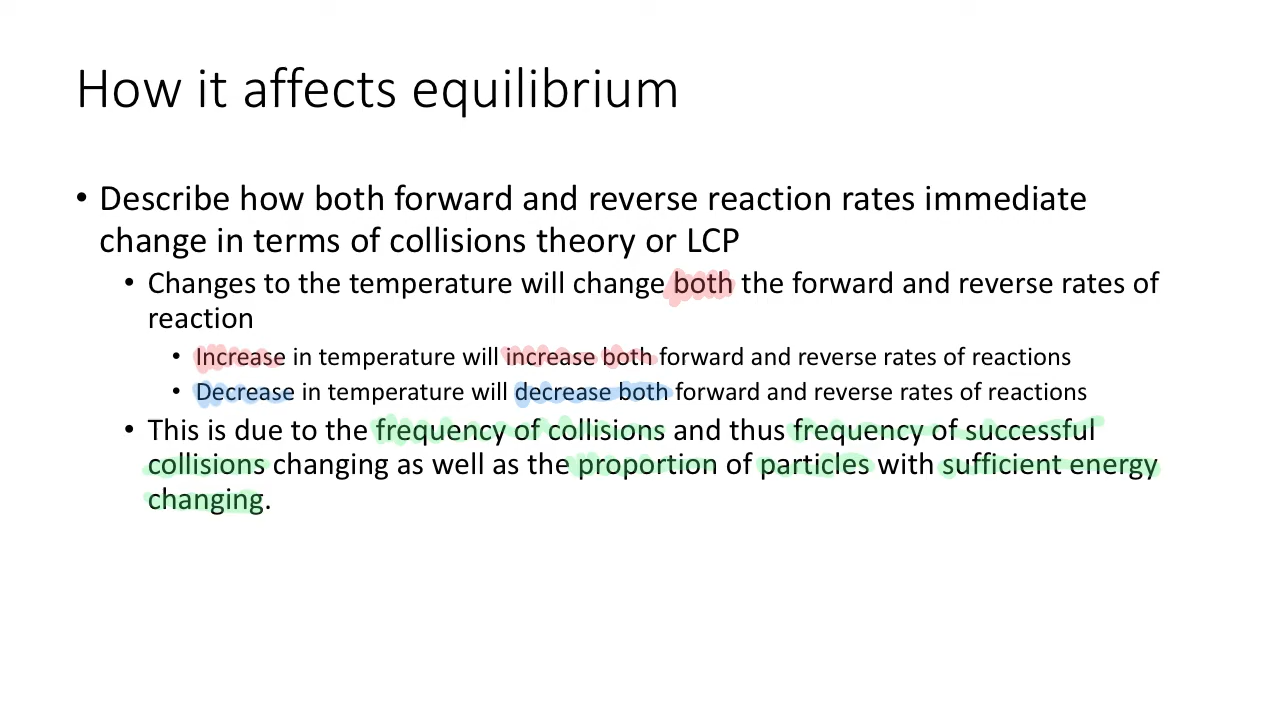 How it affects equilibrium
• Describe how both forward and reverse reaction rates immediate
change in terms of collisions theory or LCP
• Changes to the temperature will change both the forward and reverse rates of
reaction
• Increase in temperature will increase both forward and reverse rates of reactions
• Decrease in temperature will decrease both forward and reverse rates of reactions
• This is due to the frequency of collisions and thus frequency of successful
collisions changing as well as the proportion of particles with sufficient energy
changing.